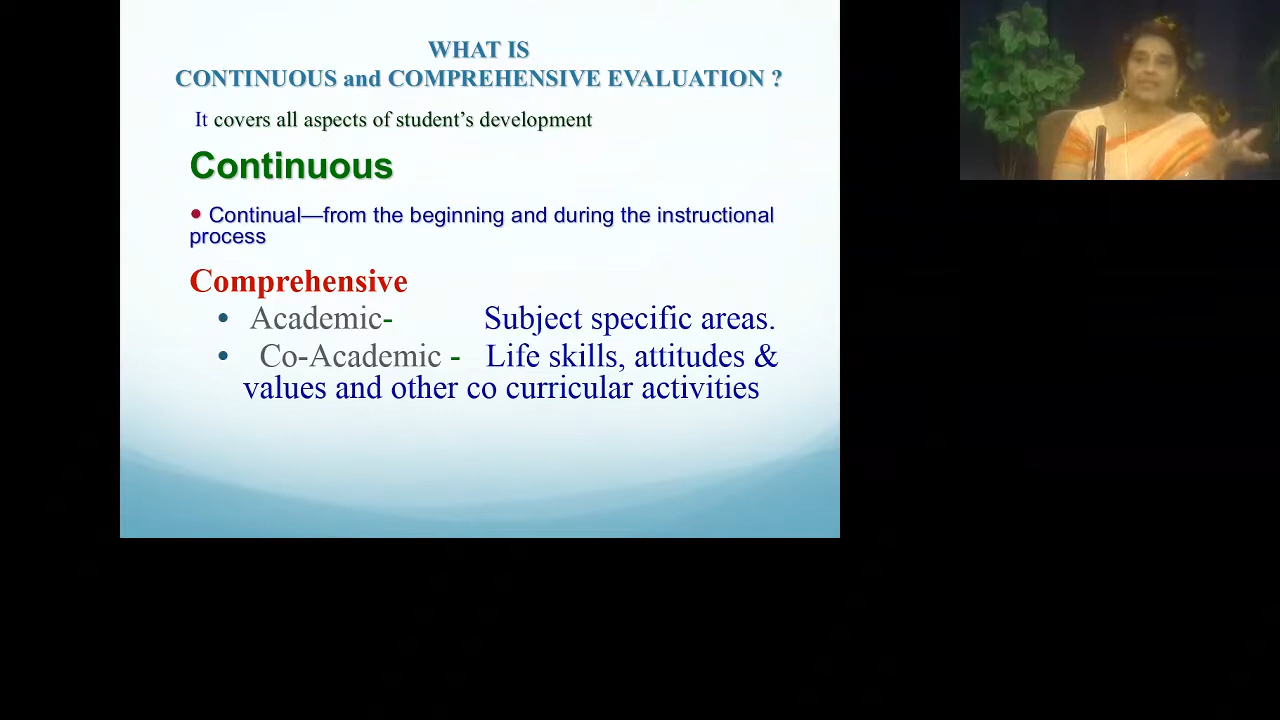 WHAT IS
CONTINUOUS and COMPREHENSIVE EVALUATION ?
It covers all aspects of student's development
Continuous
• Continual—from the beginning and during the instructional
process
Comprehensive
• Academic- Subject specific areas.
• Co-Academic - Life skills, attitudes &
values and other co curricular activities